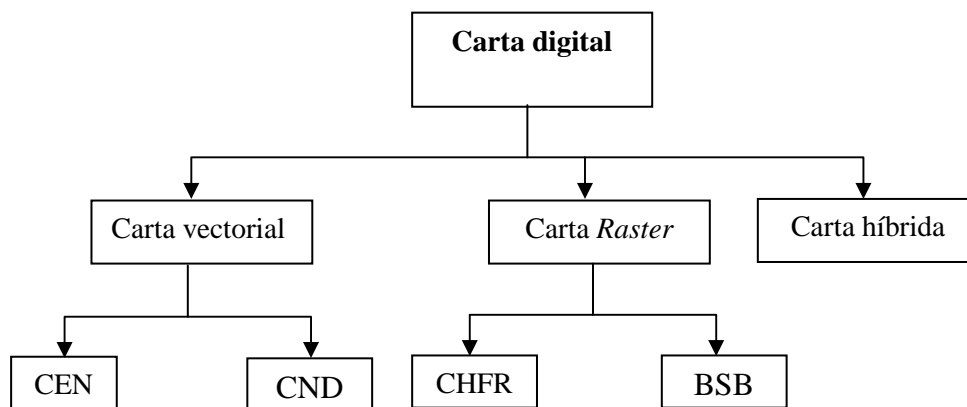 Carta digital
Carta vectorial
Carta Raster
Carta híbrida
CEN
CND
CHFR
BSB